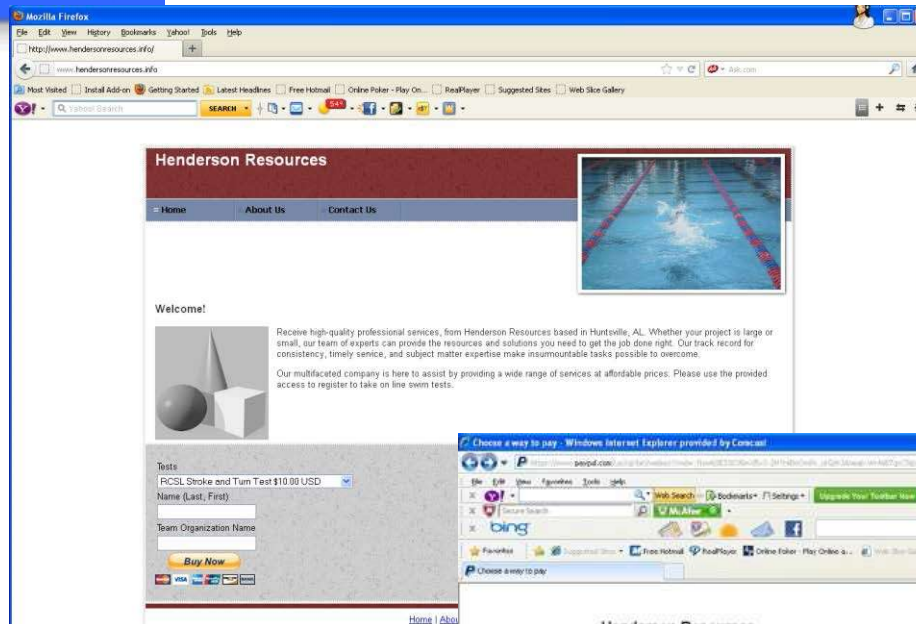 Mozilla Firefox
File Edit View History Bookmarks Yahoo! Tools Help
http://www.hendersonresources.info/ +
www.hendersonresources.info
Ask.com
Most Visited Install Add-on Getting Started Latest Headlines Free Hotmail Online Poker - Play On... RealPlayer Suggested Sites Web Slice Gallery
Yahoo! Search SEARCH 549
Henderson Resources
Home About Us Contact Us
Welcome!
Receive high-quality professional services, from Henderson Resources based in Huntsville, AL. Whether your project is large or
small, our team of experts can provide the resources and solutions you need to get the job done right. Our track record for
consistency, timely service, and subject matter expertise make insurmountable tasks possible to overcome.
Our multifaceted company is here to assist by providing a wide range of services at affordable prices. Please use the provided
access to register to take on line swim tests.
Tests
RCSL Stroke and Turn Test $10.00 USD
Name (Last, First)
Team Organization Name
Buy Now
VISA
Home | Abou
Choose a way to pay - Windows Internet Explorer provided by Comcast
File Edit View Favorites Tools Help
Web Search Bookmarks Settings Upgrade Your Toolbar Now
Secure Search McAfee
bing
Favorites Suggested Sites Free Hotmail RealPlayer Online Poker - Play Online a... Web Slice
Choose a way to pay
Henderson Resources